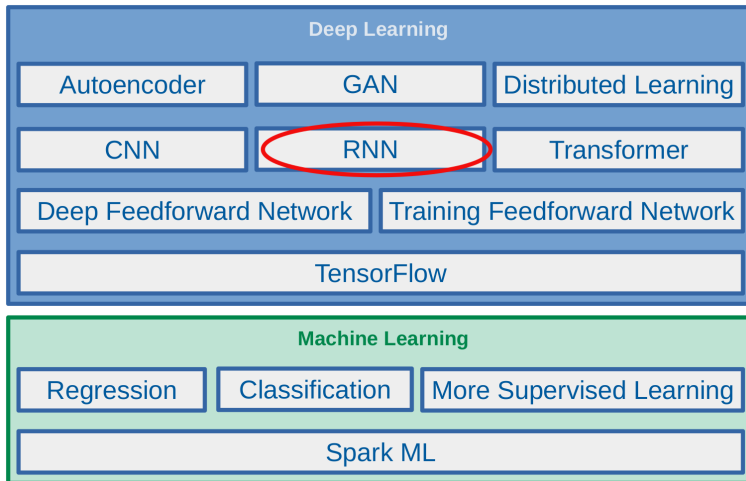 Deep Learning
Autoencoder
GAN
Distributed Learning
CNN
RNN
Transformer
Deep Feedforward Network
Training Feedforward Network
TensorFlow
Machine Learning
Regression
Classification
More Supervised Learning
Spark ML